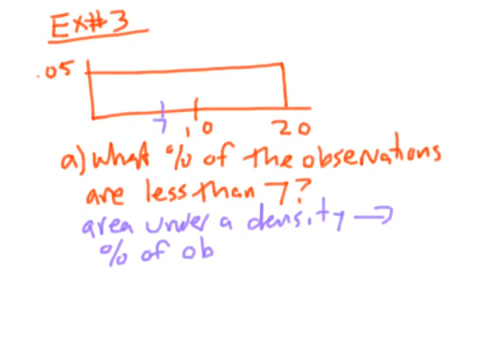 Ex#3
.05
7 10 20
a) what % of the observations
are less than 7?
area under a density →
% of ob